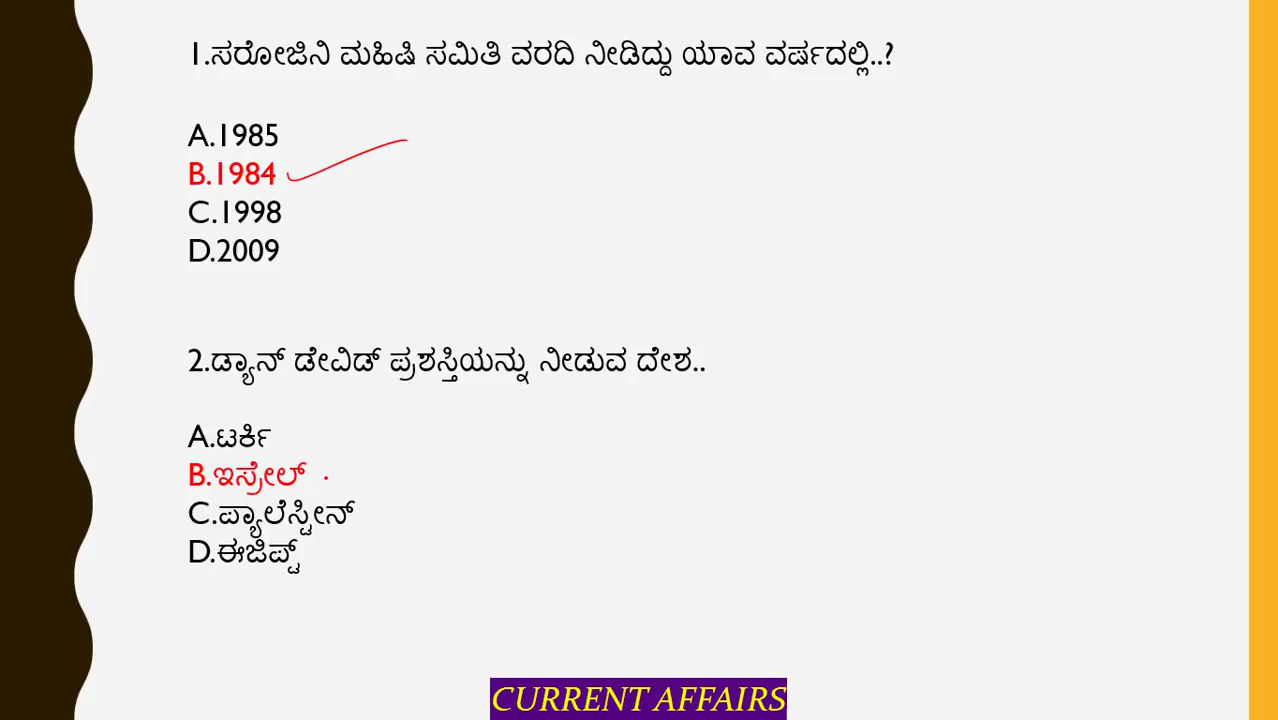 1.ಸರೋಜಿನಿ ಮಹಿಷಿ ಸಮಿತಿ ವರದಿ ನೀಡಿದ್ದು ಯಾವ ವರ್ಷದಲ್ಲಿ..?
A.1985
B.1984
C.1998
D.2009
2.ಡ್ಯಾನ್ ಡೇವಿಡ್ ಪ್ರಶಸ್ತಿಯನ್ನು ನೀಡುವ ದೇಶ..
A.ಟರ್ಕಿ
B.ಇಸ್ರೇಲ್
C.ಪ್ಯಾಲೆಸ್ಟೀನ್
D.ಈಜಿಪ್ಟ್
CURRENT AFFAIRS